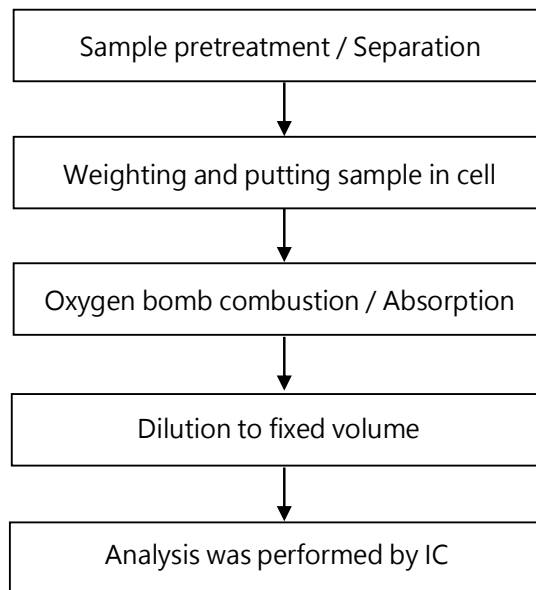 Sample pretreatment / Separation
Weighting and putting sample in cell
Oxygen bomb combustion / Absorption
Dilution to fixed volume
Analysis was performed by IC